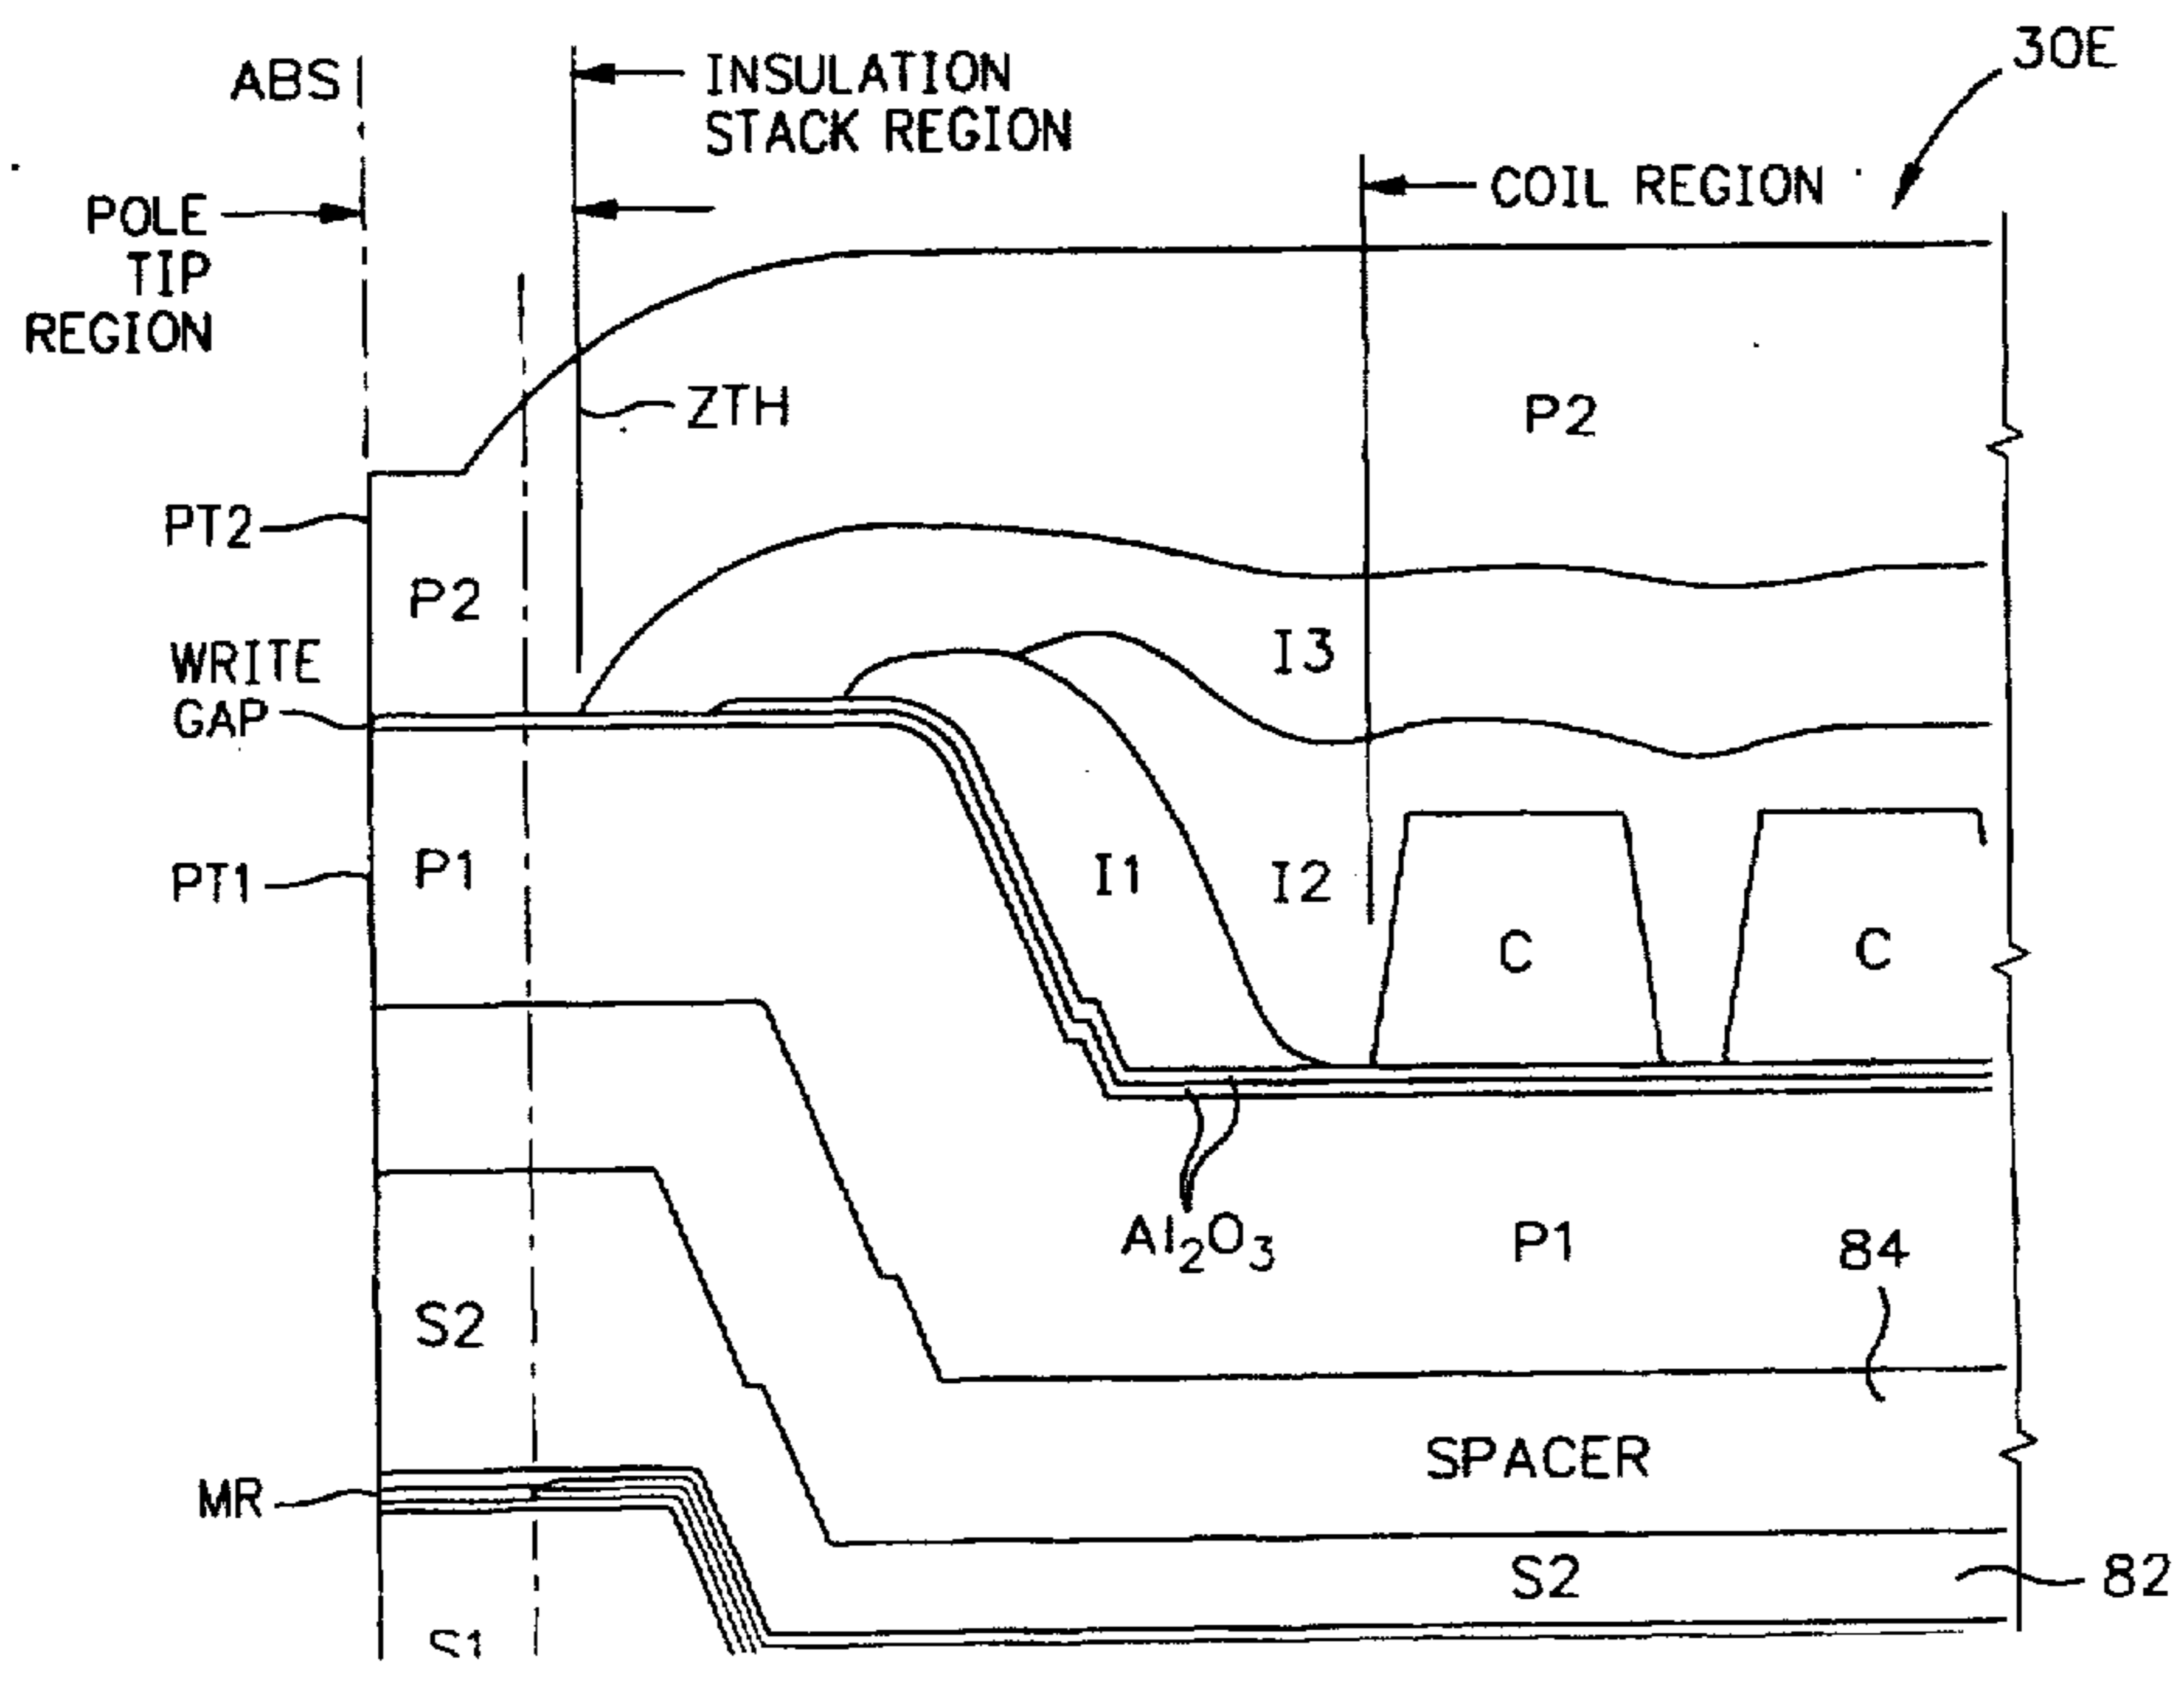 30E
ABS
INSULATION
STACK REGION
COIL REGION
POLE
TIP
REGION
ZTH
P2
PT2
P2
I3
WRITE
GAP
P1
PT1
I1
I2
C
C
Al2O3
P1
84
S2
SPACER
MR
S2
82
S1